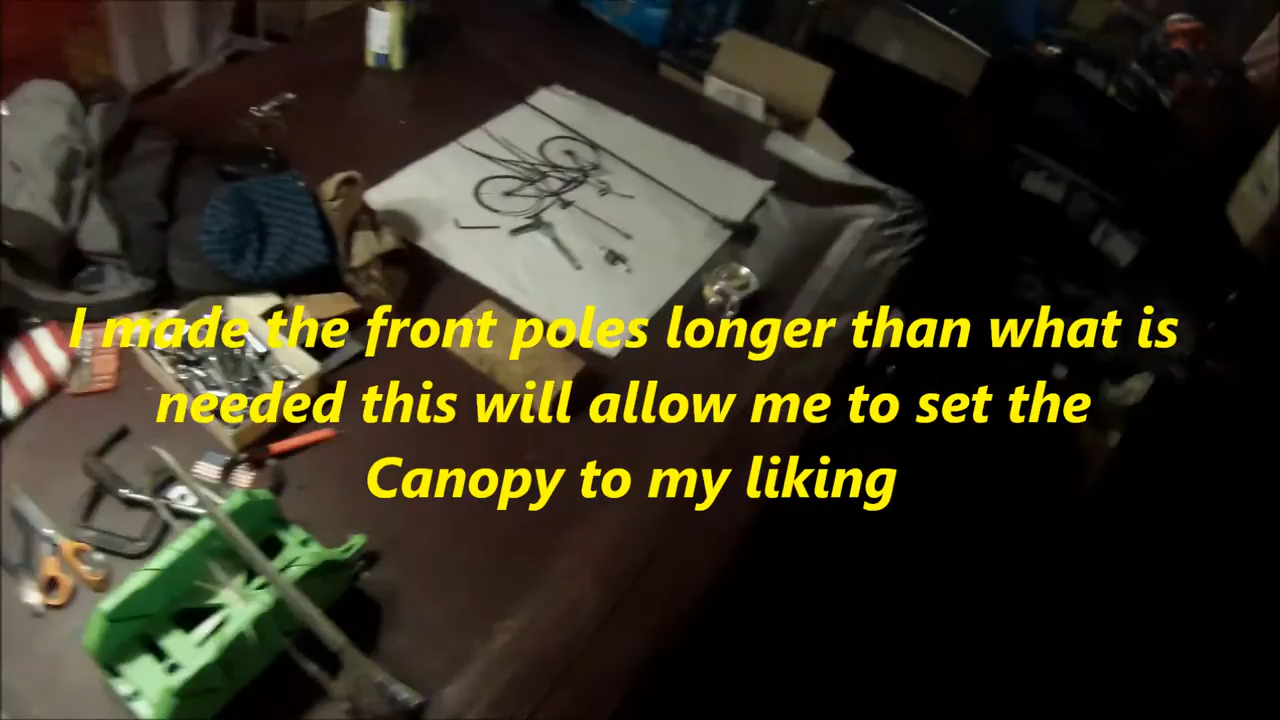 I made the front poles longer than what is
needed this will allow me to set the
Canopy to my liking